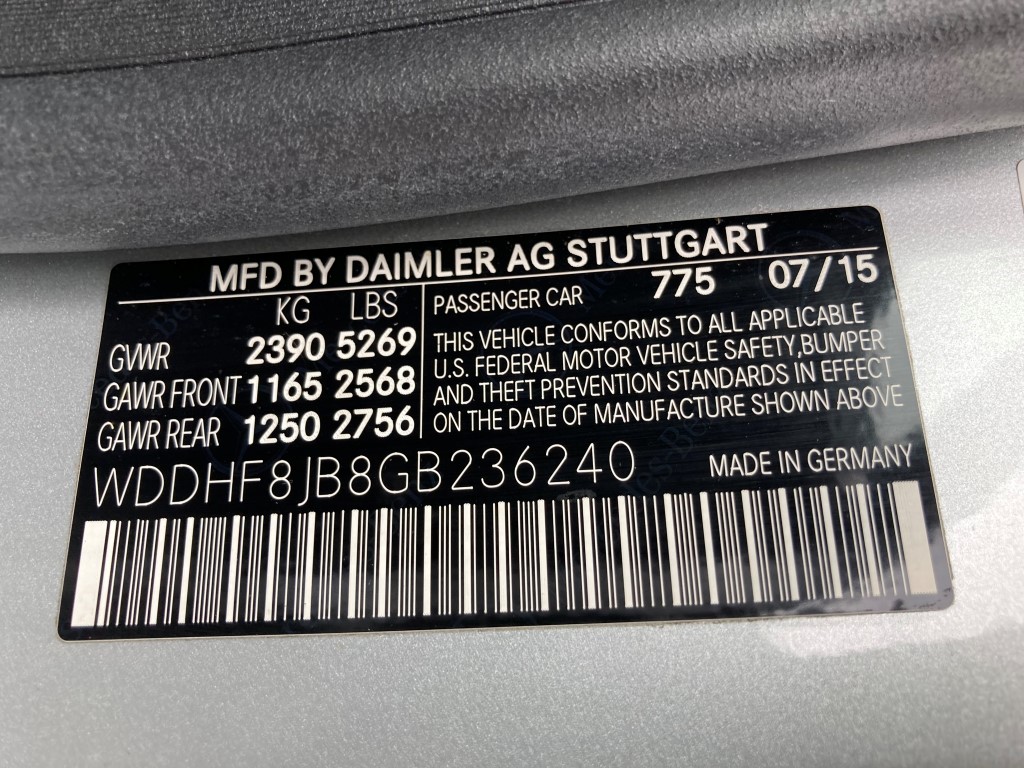 MFD BY DAIMLER AG STUTTGART
KG LBS
GVWR 2390 5269
GAWR FRONT 1165 2568
GAWR REAR 1250 2756
PASSENGER CAR 775 07/15
THIS VEHICLE CONFORMS TO ALL APPLICABLE
U.S. FEDERAL MOTOR VEHICLE SAFETY,BUMPER
AND THEFT PREVENTION STANDARDS IN EFFECT
ON THE DATE OF MANUFACTURE SHOWN ABOVE
WDDHF8JB8GB236240 MADE IN GERMANY